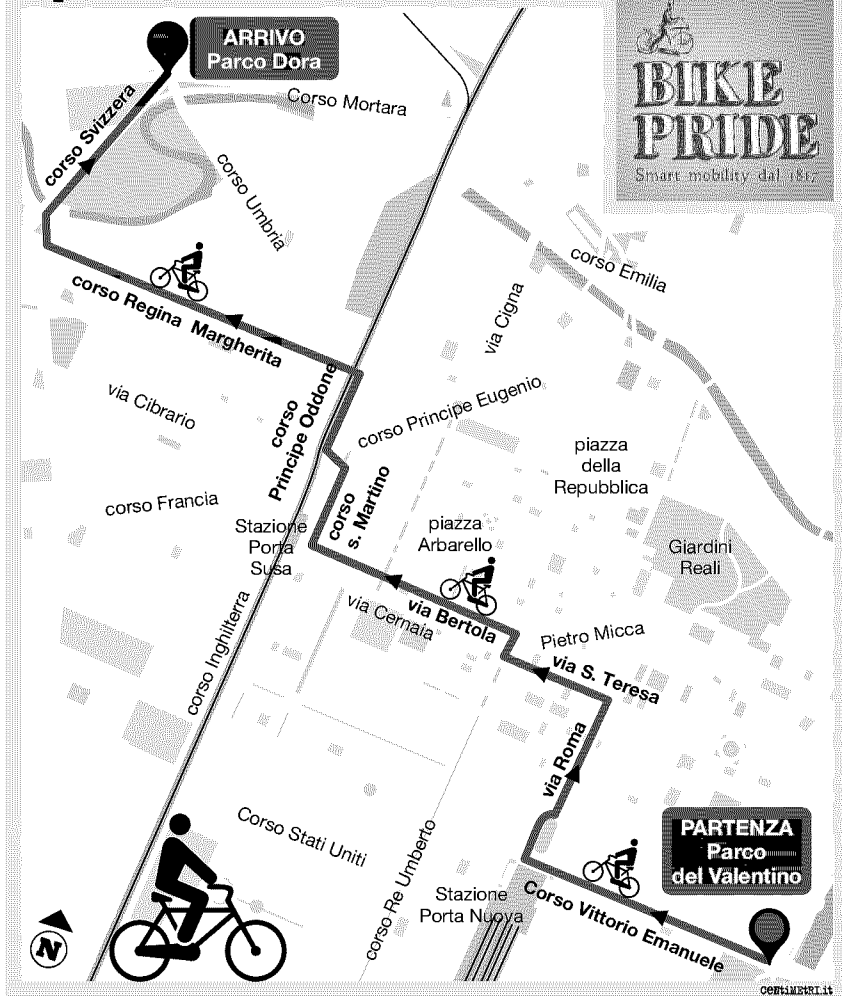 ARRIVO
Parco Dora
BIKE
PRIDE
Smart mobility dal 1817
Corso Mortara
corso Svizzera
corso Umbria
corso Emilia
corso Regina Margherita
via Cigna
via Cibrario
corso
Principe Oddone
corso Principe Eugenio
piazza
della
Repubblica
corso Francia
corso
s. Martino
Stazione
Porta
Susa
piazza
Arbarello
Giardini
Reali
via Bertola
via Cernaia
Pietro Micca
via S. Teresa
corso Inghilterra
via Roma
Corso Stati Uniti
corso Re Umberto
PARTENZA
Parco
del Valentino
Stazione
Porta Nuova
Corso Vittorio Emanuele
N
CENTIMETRI.it